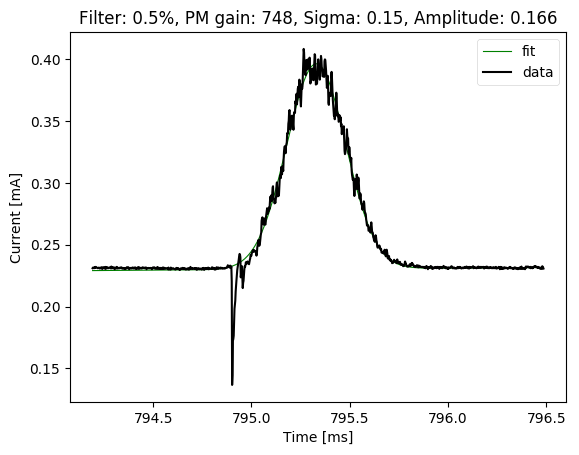 Filter: 0.5%, PM gain: 748, Sigma: 0.15, Amplitude: 0.166
fit
data
0.40
0.35
0.30
0.25
0.20
0.15
Current [mA]
794.5
795.0
795.5
796.0
796.5
Time [ms]